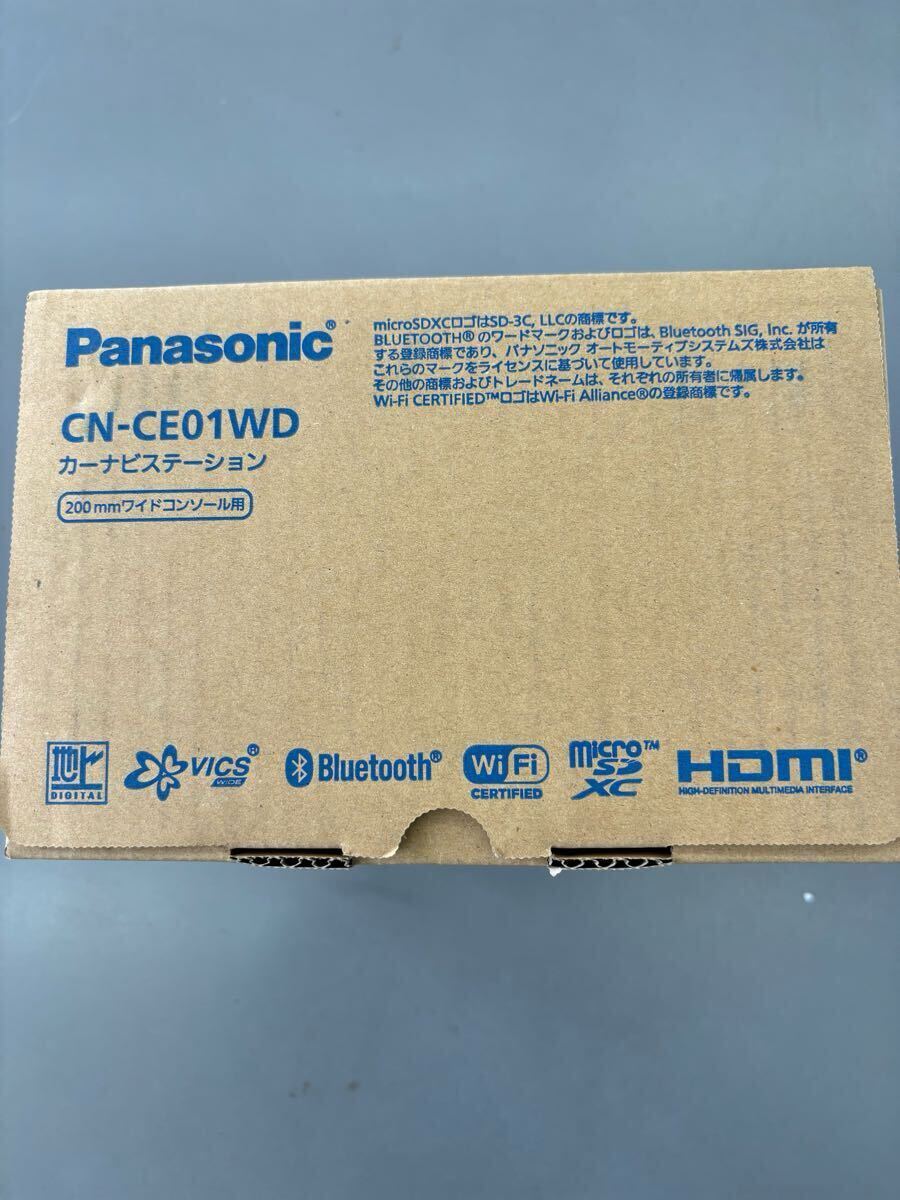 Panasonic®
CN-CE01WD
カーナビステーション
200mmワイドコンソール用
microSDXCロゴはSD-3C, LLCの商標です。
BLUETOOTH®のワードマークおよびロゴは、Bluetooth SIG, Inc. が所有
する登録商標であり、パナソニック オートモーティブシステムズ株式会社は
これらのマークをライセンスに基づいて使用しています。
その他の商標およびトレードネームは、それぞれの所有者に帰属します。
Wi-Fi CERTIFIED™ロゴはWi-Fi Alliance®の登録商標です。
地上
DIGITAL
VICS®
WIDE
Bluetooth®
Wi Fi
CERTIFIED
micro™
SD
XC
HDMI®
HIGH-DEFINITION MULTIMEDIA INTERFACE